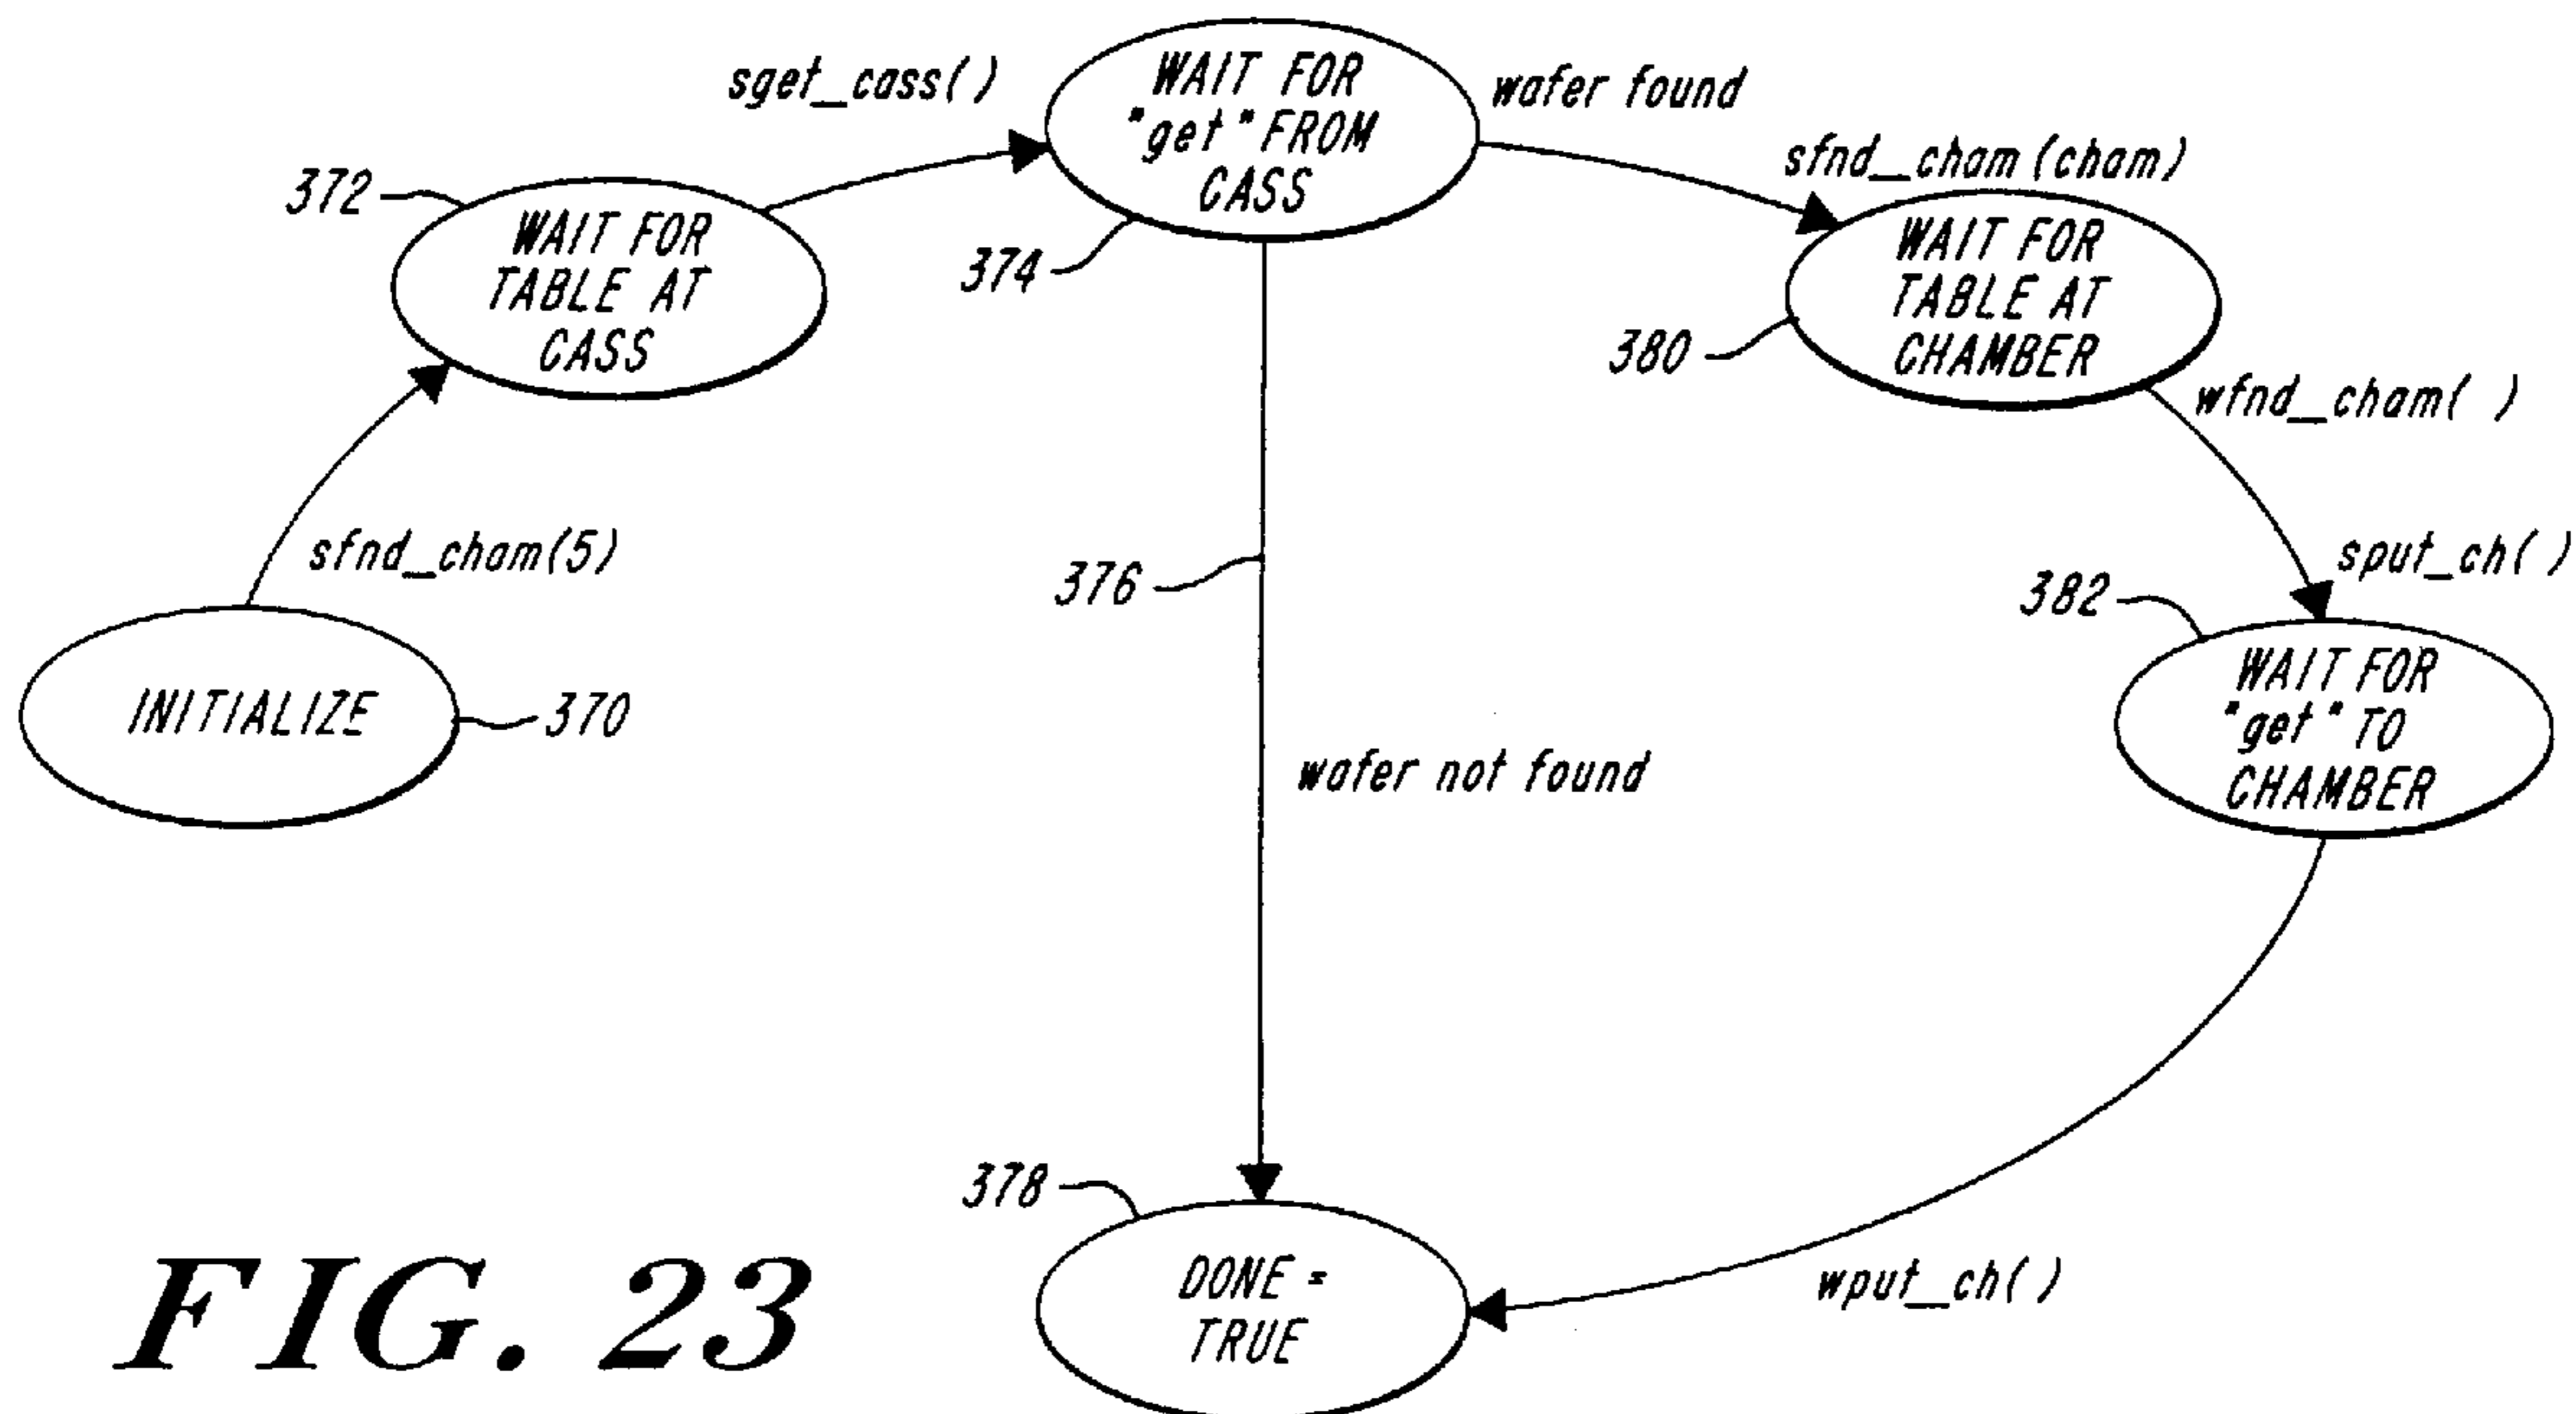 sget_cass()
WAIT FOR
"get" FROM
CASS
374
wafer found
372
WAIT FOR
TABLE AT
CASS
sfnd_cham(cham)
WAIT FOR
TABLE AT
CHAMBER
380
wfnd_cham( )
sfnd_cham(5)
INITIALIZE
370
376
wafer not found
sput_ch( )
382
WAIT FOR
"get" TO
CHAMBER
378
DONE =
TRUE
wput_ch( )
FIG. 23